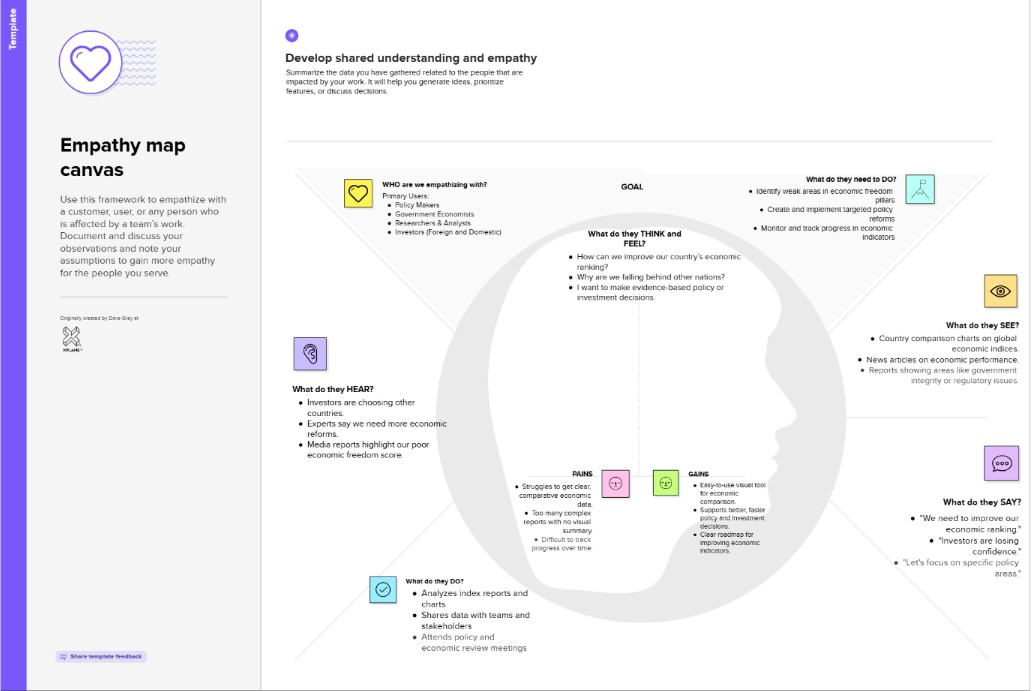 Template
Empathy map
canvas
Use this framework to empathize with
a customer, user, or any person who
is affected by a team's work.
Document and discuss your
observations and note your
assumptions to gain more empathy
for the people you serve.
Originally created by Dave Gray at
XPLANE
Share template feedback
Develop shared understanding and empathy
Summarize the data you have gathered related to the people that are
impacted by your work. It will help you generate ideas, prioritize
features, or discuss decisions.
WHO are we empathizing with?
Primary Users:
• Policy Makers
• Government Economists
• Researchers & Analysts
• Investors (Foreign and Domestic)
GOAL
What do they need to DO?
• Identify weak areas in economic freedom
pillars
• Create and implement targeted policy
reforms
• Monitor and track progress in economic
indicators
What do they THINK and
FEEL?
• How can we improve our country's economic
ranking?
• Why are we falling behind other nations?
• I want to make evidence-based policy or
investment decisions.
What do they SEE?
• Country comparison charts on global
economic indices.
• News articles on economic performance.
• Reports showing areas like government
integrity or regulatory issues.
What do they HEAR?
• Investors are choosing other
countries.
• Experts say we need more economic
reforms.
• Media reports highlight our poor
economic freedom score.
PAINS
• Struggles to get clear,
comparative economic
data.
• Too many complex
reports with no visual
summary.
• Difficult to track
progress over time.
GAINS
• Easy-to-use visual tool
for economic
comparison.
• Supports better, faster
policy and investment
decisions.
• Clear roadmap for
improving economic
indicators.
What do they SAY?
• "We need to improve our
economic ranking."
• "Investors are losing
confidence."
• "Let's focus on specific policy
areas."
What do they DO?
• Analyzes index reports and
charts
• Shares data with teams and
stakeholders
• Attends policy and
economic review meetings